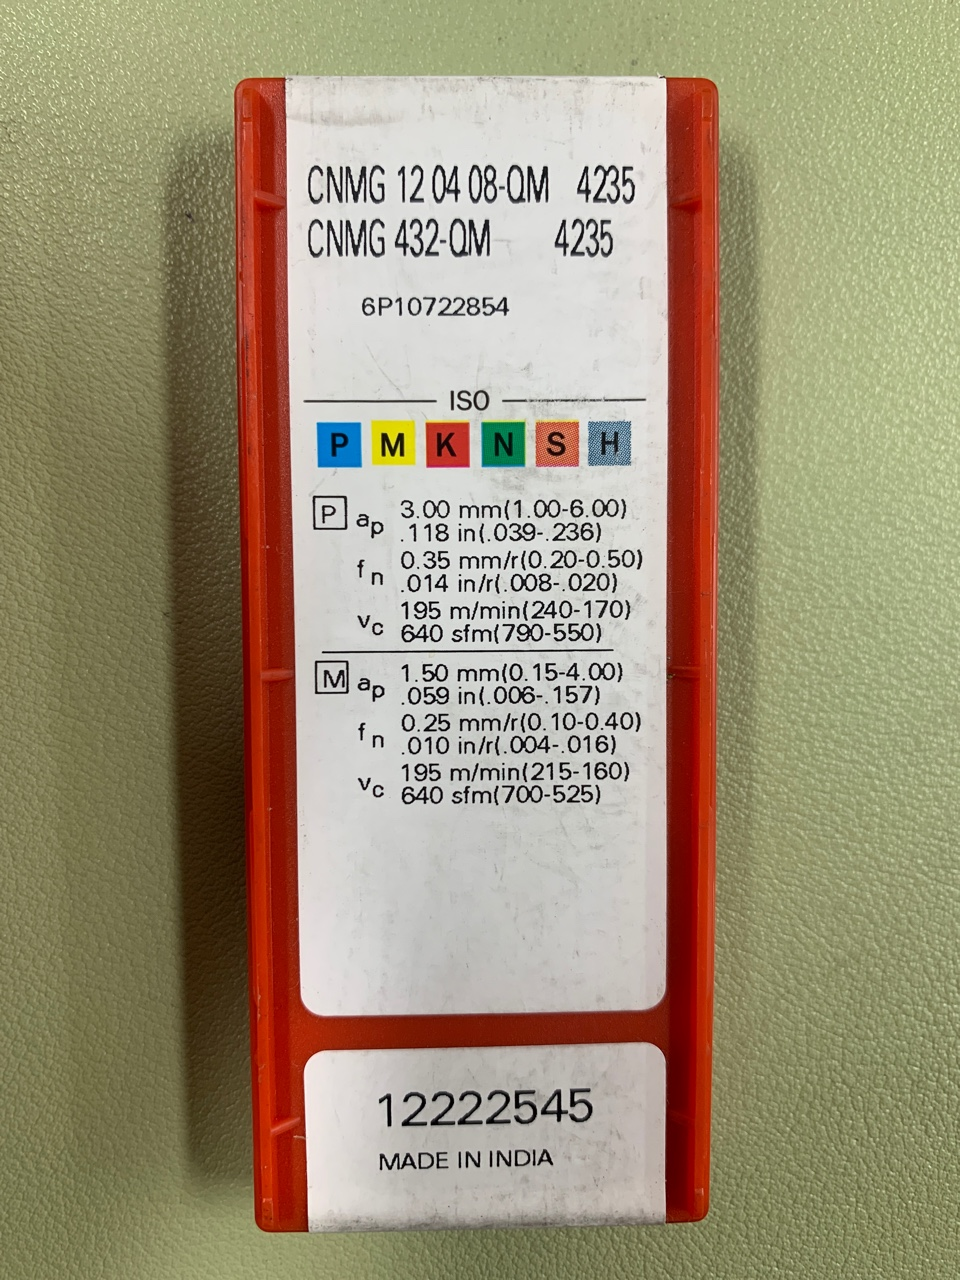 CNMG 12 04 08-QM 4235
CNMG 432-QM 4235
6P10722854
ISO
P M K N S H
P ap 3.00 mm(1.00-6.00)
.118 in(.039-.236)
fn 0.35 mm/r(0.20-0.50)
.014 in/r(.008-.020)
vc 195 m/min(240-170)
640 sfm(790-550)
M ap 1.50 mm(0.15-4.00)
.059 in(.006-.157)
fn 0.25 mm/r(0.10-0.40)
.010 in/r(.004-.016)
vc 195 m/min(215-160)
640 sfm(700-525)
12222545
MADE IN INDIA